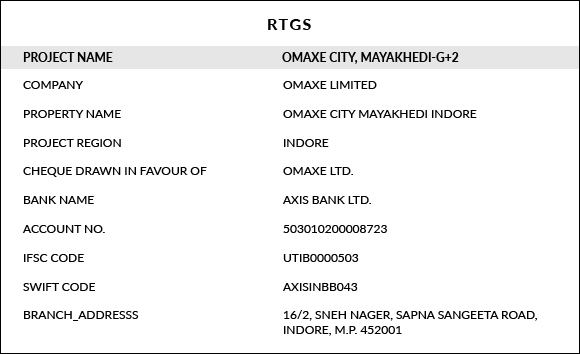 RTGS
PROJECT NAME OMAXE CITY, MAYAKHEDI-G+2
COMPANY OMAXE LIMITED
PROPERTY NAME OMAXE CITY MAYAKHEDI INDORE
PROJECT REGION INDORE
CHEQUE DRAWN IN FAVOUR OF OMAXE LTD.
BANK NAME AXIS BANK LTD.
ACCOUNT NO. 503010200008723
IFSC CODE UTIB0000503
SWIFT CODE AXISINBB043
BRANCH_ADDRESSS 16/2, SNEH NAGER, SAPNA SANGEETA ROAD,
INDORE, M.P. 452001